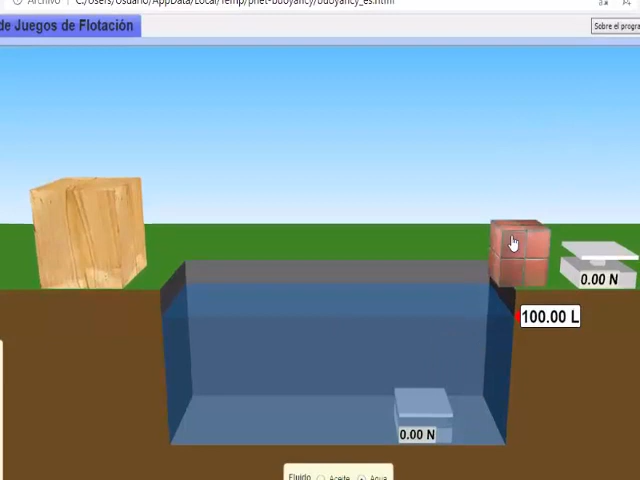 Archivo C:/Users/Usuario/AppData/Local/Temp/phet-buoyancy/buoyancy_es.html
de Juegos de Flotación
Sobre el progra
0.00 N
100.00 L
0.00 N
Fluido Aceite Agua